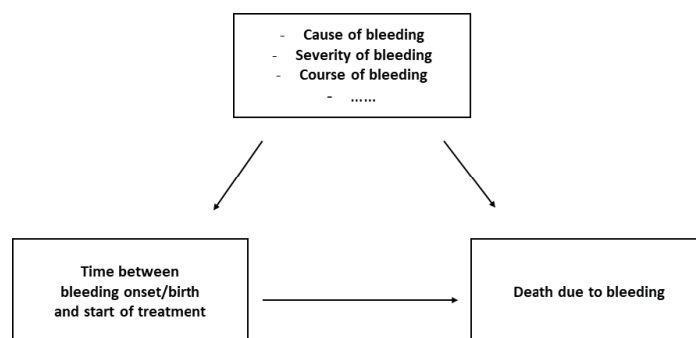 - Cause of bleeding
- Severity of bleeding
- Course of bleeding
- ......
Time between
bleeding onset/birth
and start of treatment
Death due to bleeding